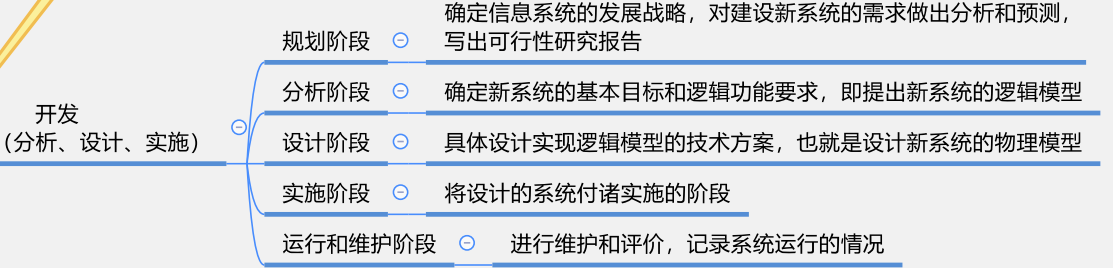 确定信息系统的发展战略，对建设新系统的需求做出分析和预测，
写出可行性研究报告
规划阶段
分析阶段
确定新系统的基本目标和逻辑功能要求，即提出新系统的逻辑模型
开发
（分析、设计、实施）
设计阶段
具体设计实现逻辑模型的技术方案，也就是设计新系统的物理模型
实施阶段
将设计的系统付诸实施的阶段
运行和维护阶段
进行维护和评价，记录系统运行的情况